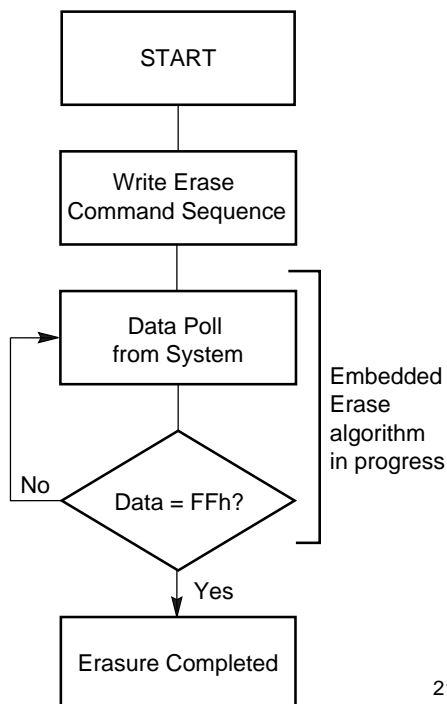 START
Write Erase
Command Sequence
Data Poll
from System
Embedded
Erase
algorithm
in progress
No
Data = FFh?
Yes
Erasure Completed